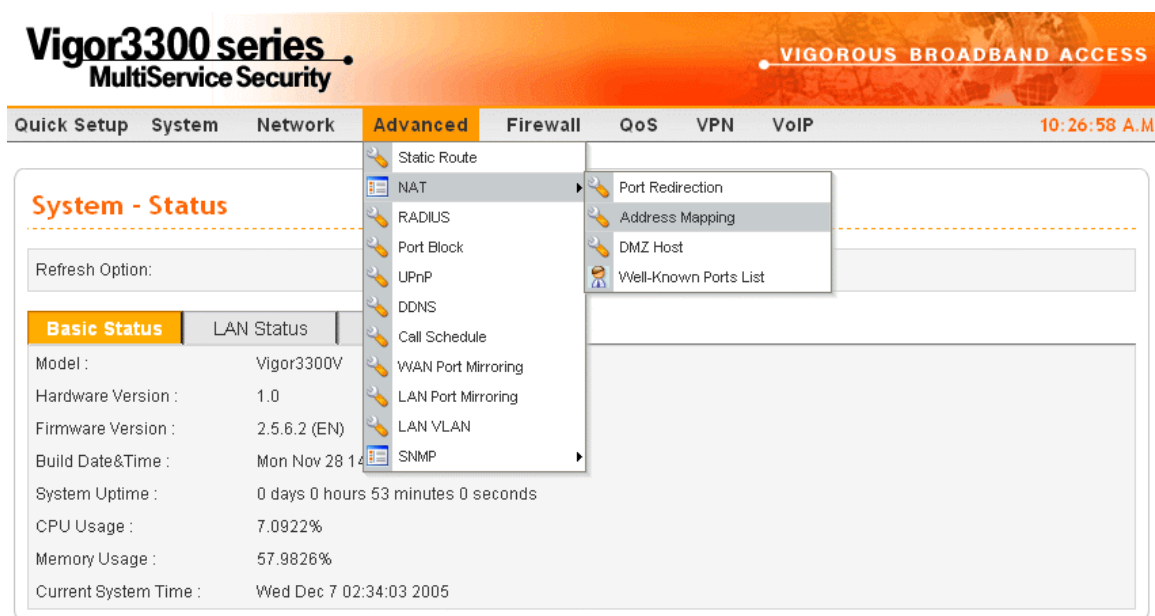 Vigor3300 series
MultiService Security
VIGOROUS BROADBAND ACCESS
Quick Setup System Network Advanced Firewall QoS VPN VoIP 10:26:58 A.M
Static Route
NAT
RADIUS
Port Block
UPnP
DDNS
Call Schedule
WAN Port Mirroring
LAN Port Mirroring
LAN VLAN
SNMP
Port Redirection
Address Mapping
DMZ Host
Well-Known Ports List
System - Status
Refresh Option:
Basic Status LAN Status
Model : Vigor3300V
Hardware Version : 1.0
Firmware Version : 2.5.6.2 (EN)
Build Date&Time : Mon Nov 28 14
System Uptime : 0 days 0 hours 53 minutes 0 seconds
CPU Usage : 7.0922%
Memory Usage : 57.9826%
Current System Time : Wed Dec 7 02:34:03 2005